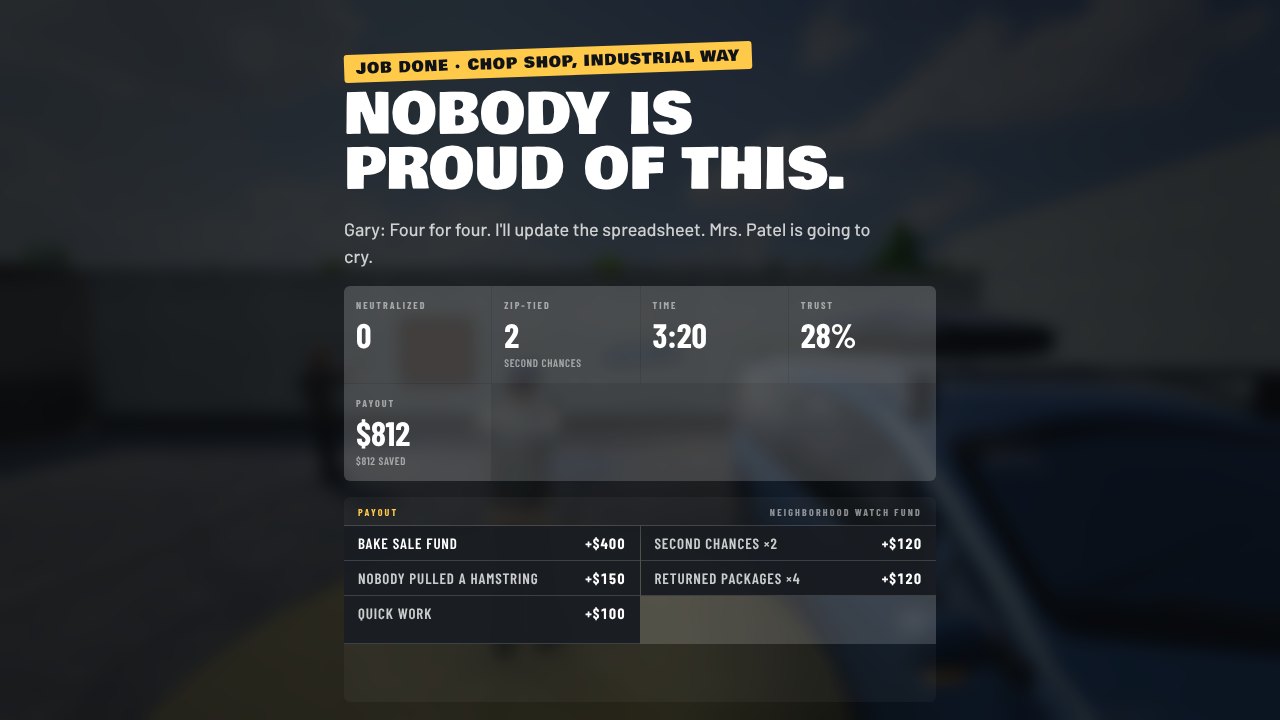 JOB DONE · CHOP SHOP, INDUSTRIAL WAY
NOBODY IS
PROUD OF THIS.
Gary: Four for four. I'll update the spreadsheet. Mrs. Patel is going to
cry.
NEUTRALIZED
0
ZIP-TIED
2
SECOND CHANCES
TIME
3:20
TRUST
28%
PAYOUT
$812
$812 SAVED
PAYOUT
NEIGHBORHOOD WATCH FUND
BAKE SALE FUND +$400
SECOND CHANCES ×2 +$120
NOBODY PULLED A HAMSTRING +$150
RETURNED PACKAGES ×4 +$120
QUICK WORK +$100